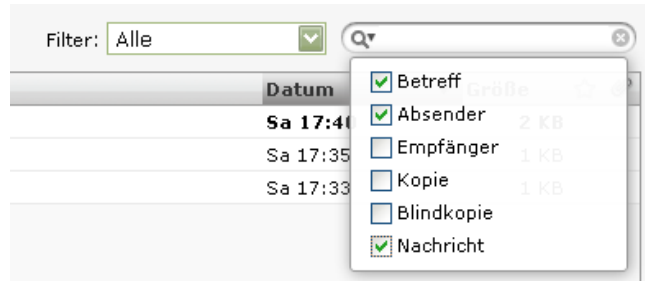 Filter: Alle
Datum Größe
Betreff
Sa 17:40 2 KB
Absender
Sa 17:35 1 KB
Empfänger
Sa 17:33 1 KB
Kopie
Blindkopie
Nachricht